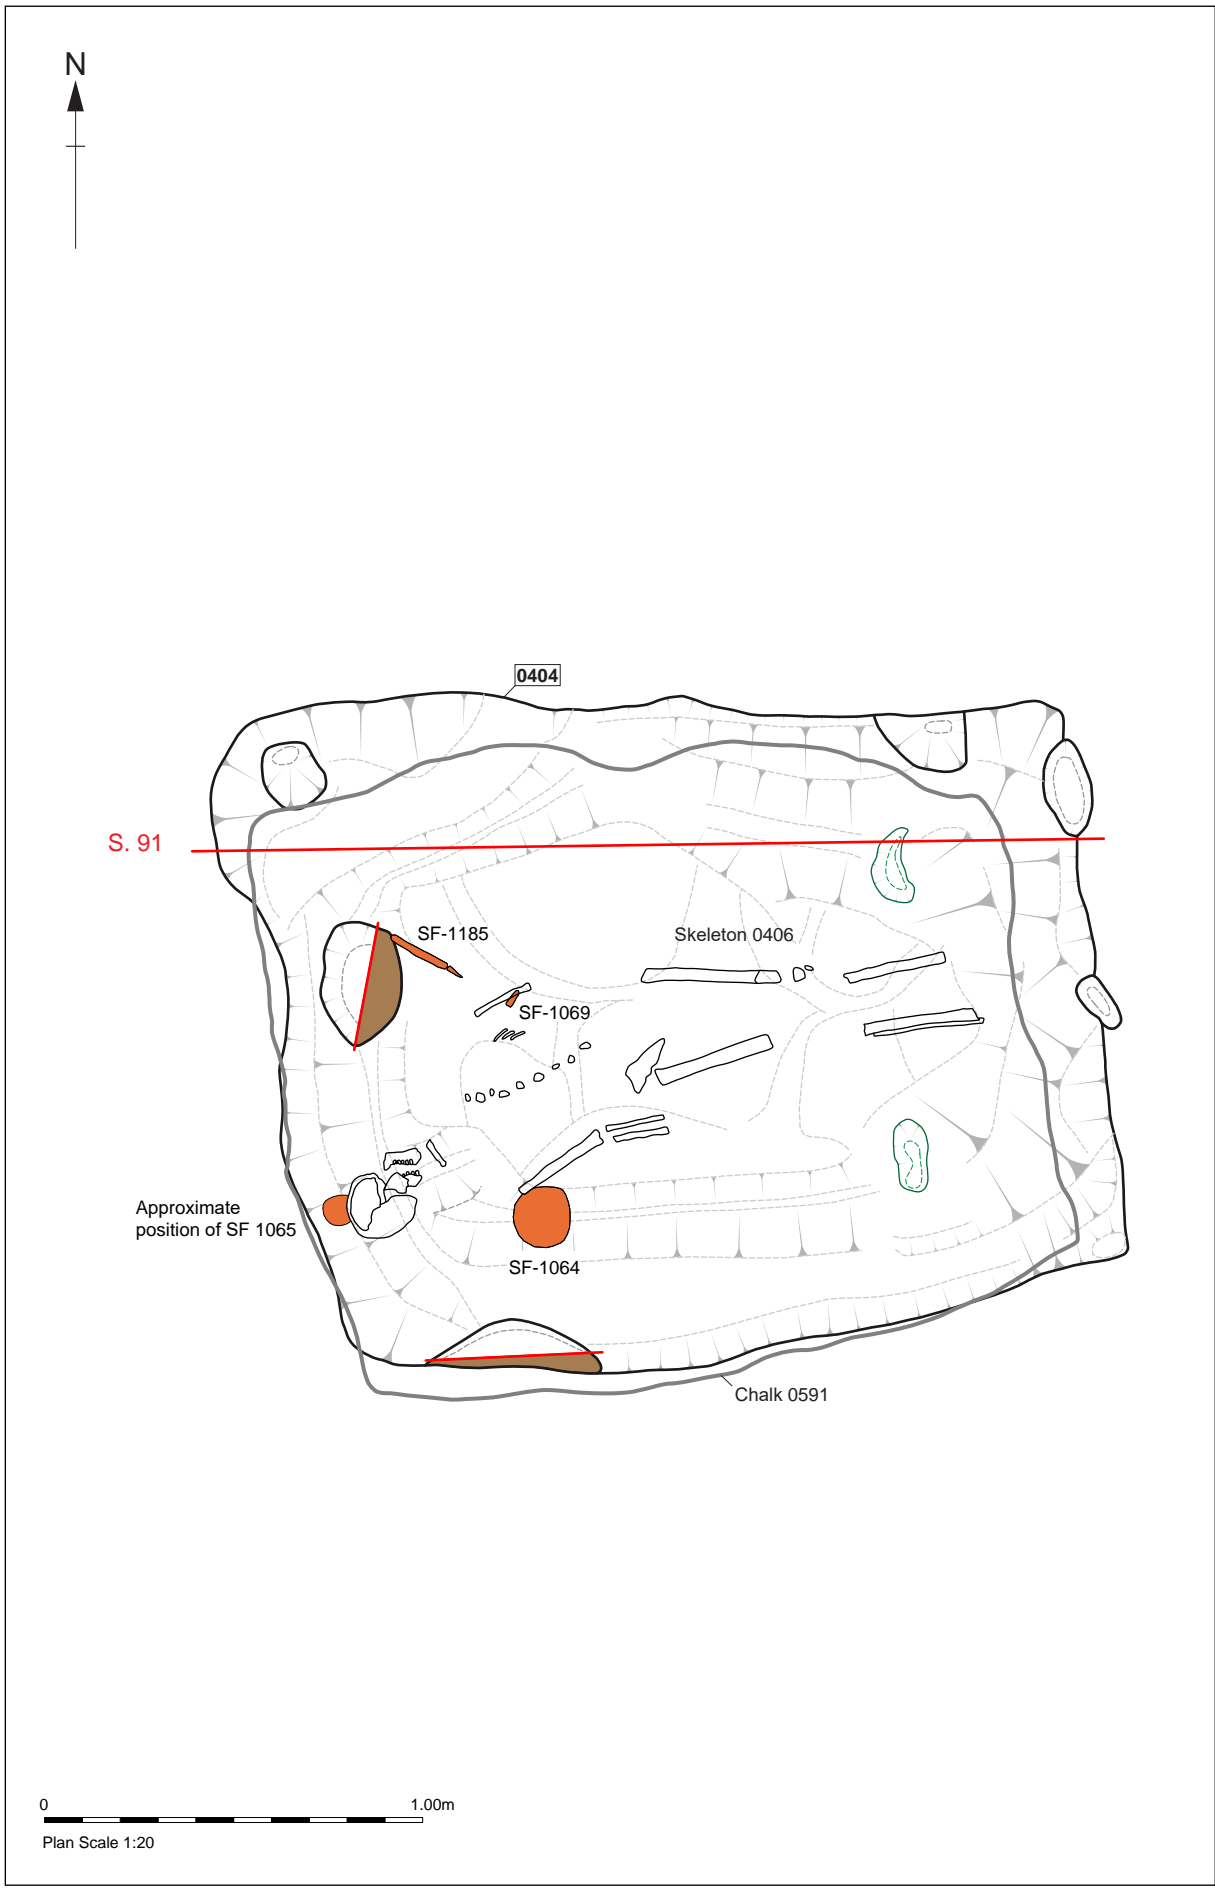 N
0404
S. 91
SF-1185
Skeleton 0406
SF-1069
Approximate
position of SF 1065
SF-1064
Chalk 0591
0 1.00m
Plan Scale 1:20